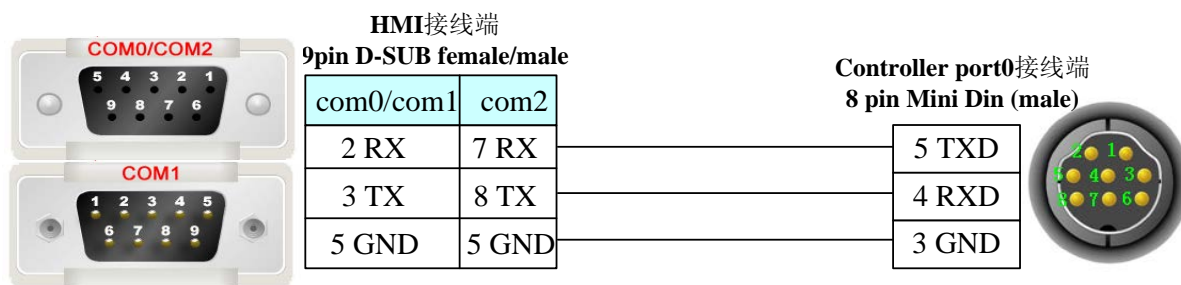 HMI接线端
9pin D-SUB female/male
COM0/COM2
5 4 3 2 1
9 8 7 6
COM1
1 2 3 4 5
6 7 8 9
com0/com1 com2
2 RX 7 RX
3 TX 8 TX
5 GND 5 GND
Controller port0接线端
8 pin Mini Din (male)
5 TXD
4 RXD
3 GND
2 1
5 4 3
8 7 6